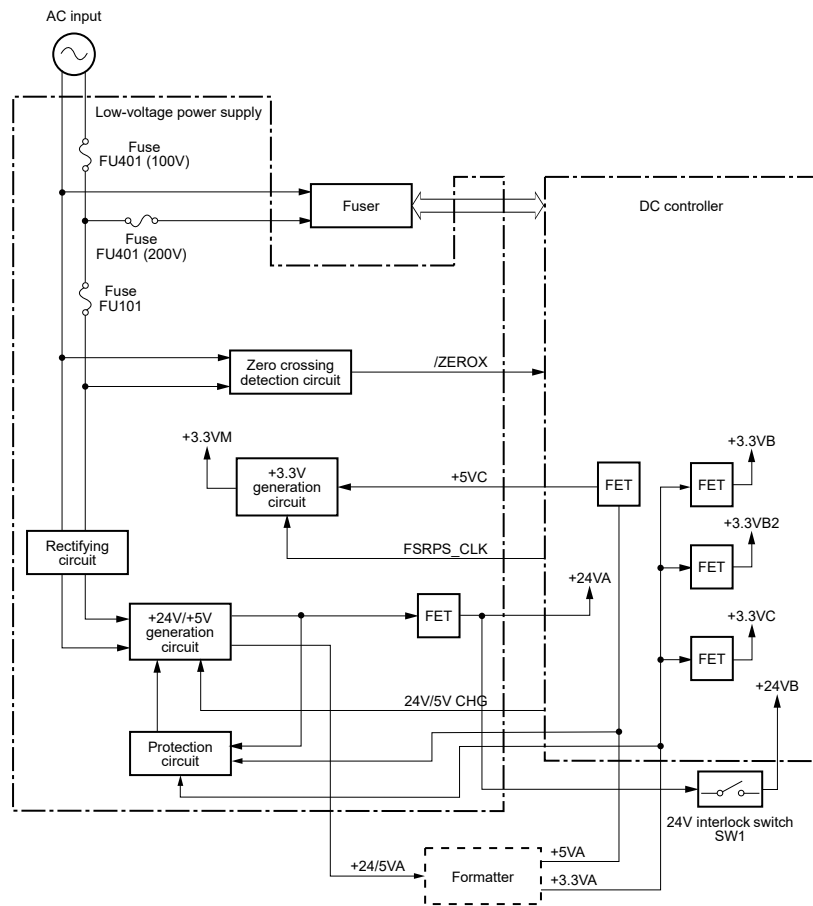 AC input
Low-voltage power supply
Fuse
FU401 (100V)
Fuser
DC controller
Fuse
FU401 (200V)
Fuse
FU101
Zero crossing
detection circuit
/ZEROX
+3.3VM
+3.3V
generation
circuit
+5VC
FET
+3.3VB
FET
FSRPS_CLK
+3.3VB2
FET
Rectifying
circuit
+24VA
+24V/+5V
generation
circuit
FET
+3.3VC
FET
24V/5V CHG
+24VB
Protection
circuit
24V interlock switch
SW1
+24/5VA
Formatter
+5VA
+3.3VA